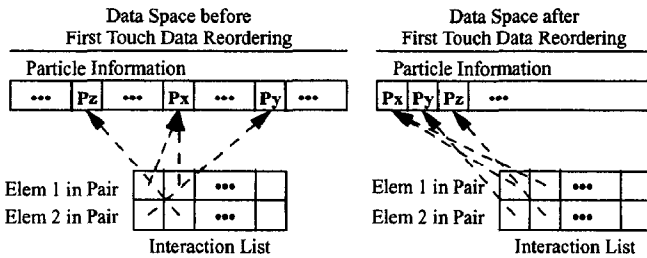 Data Space before
First Touch Data Reordering
Particle Information
••• Pz ••• Px ••• Py •••
Elem 1 in Pair •••
Elem 2 in Pair •••
Interaction List
Data Space after
First Touch Data Reordering
Particle Information
Px Py Pz •••
Elem 1 in Pair •••
Elem 2 in Pair •••
Interaction List